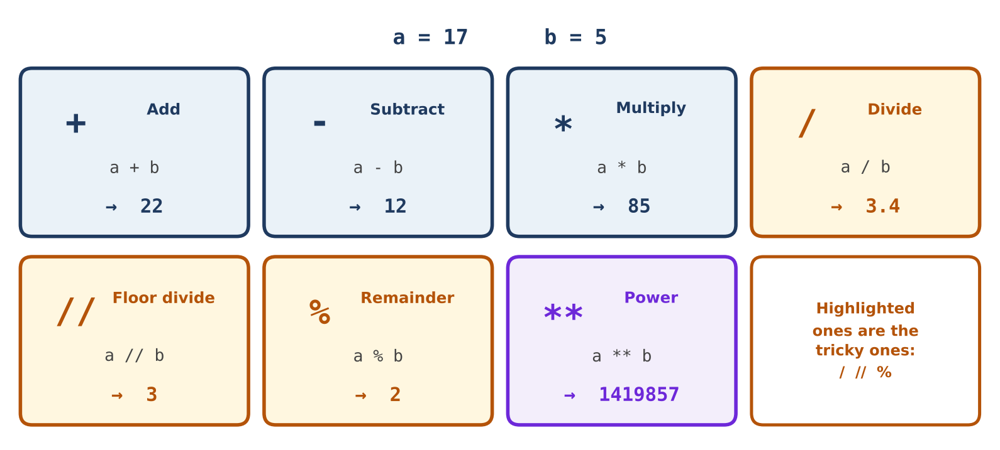 a = 17      b = 5
+ Add
a + b
→ 22
- Subtract
a - b
→ 12
* Multiply
a * b
→ 85
/ Divide
a / b
→ 3.4
// Floor divide
a // b
→ 3
% Remainder
a % b
→ 2
** Power
a ** b
→ 1419857
Highlighted
ones are the
tricky ones:
/ // %